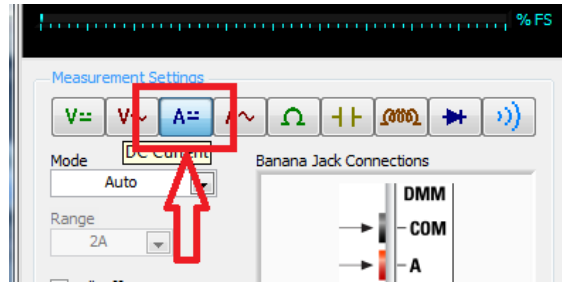 % FS
Measurement Settings
V V A A Ω
DC Current
Mode
Banana Jack Connections
Auto
DMM
Range
COM
2A
A